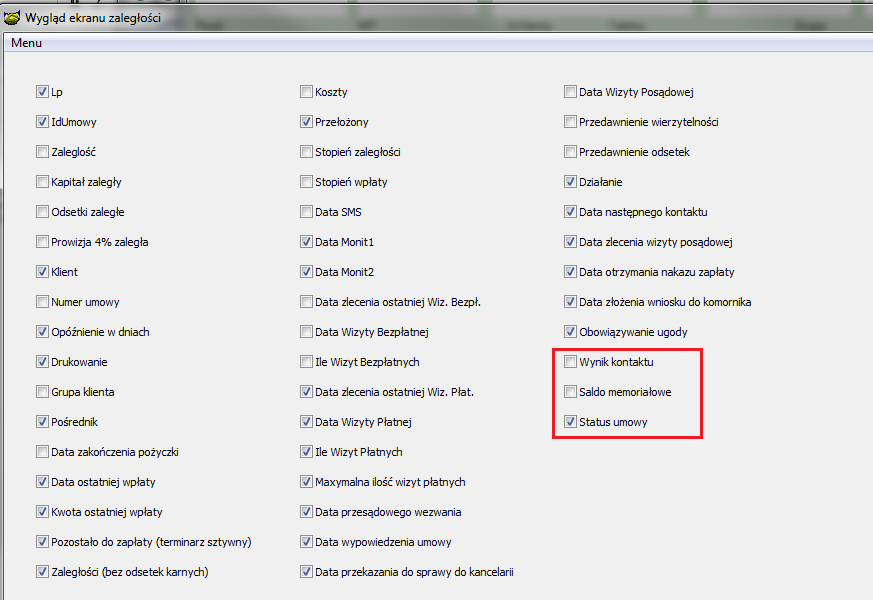 Wygląd ekranu zaległości
Menu
Lp
IdUmowy
Zaległość
Kapitał zaległy
Odsetki zaległe
Prowizja 4% zaległa
Klient
Numer umowy
Opóźnienie w dniach
Drukowanie
Grupa klienta
Pośrednik
Data zakończenia pożyczki
Data ostatniej wpłaty
Kwota ostatniej wpłaty
Pozostało do zapłaty (terminarz sztywny)
Zaległości (bez odsetek karnych)
Koszty
Przełożony
Stopień zaległości
Stopień wpłaty
Data SMS
Data Monit1
Data Monit2
Data zlecenia ostatniej Wiz. Bezpł.
Data Wizyty Bezpłatnej
Ile Wizyt Bezpłatnych
Data zlecenia ostatniej Wiz. Płat.
Data Wizyty Płatnej
Ile Wizyt Płatnych
Maxymalna ilość wizyt płatnych
Data przesądowego wezwania
Data wypowiedzenia umowy
Data przekazania do sprawy do kancelarii
Data Wizyty Posądowej
Przedawnienie wierzytelności
Przedawnienie odsetek
Działanie
Data następnego kontaktu
Data zlecenia wizyty posądowej
Data otrzymania nakazu zapłaty
Data złożenia wniosku do komornika
Obowiązywanie ugody
Wynik kontaktu
Saldo memoriałowe
Status umowy